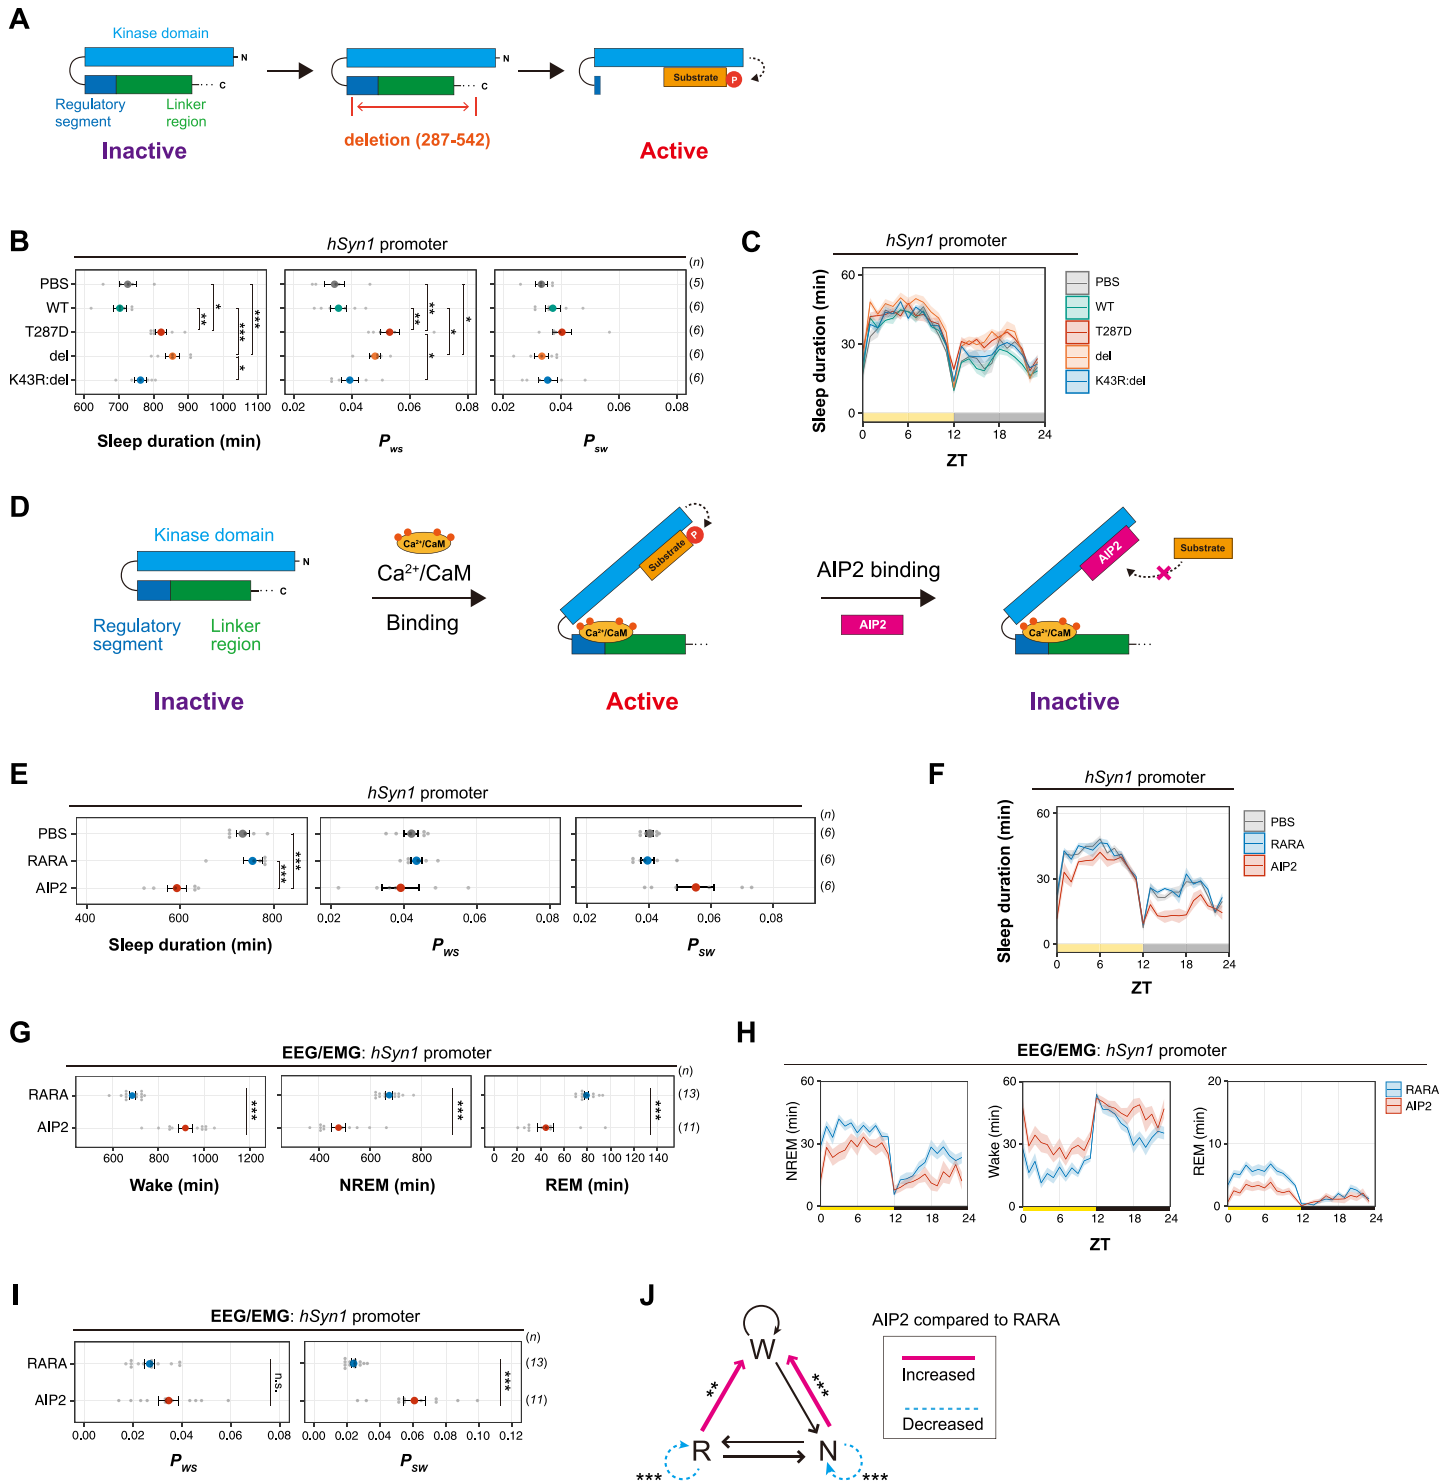 A
Kinase domain
N
C
Regulatory
segment
Linker
region
Inactive
N
C
deletion (287-542)
Substrate
P
Active
B
hSyn1 promoter
(n)
PBS
WT
T287D
del
K43R:del
*
**
***
***
*
**
**
*
*
*
(5)
(6)
(6)
(6)
(6)
600 700 800 900 1000 1100
0.02 0.04 0.06 0.08
0.02 0.04 0.06 0.08
Sleep duration (min)
Pws
Psw
C
hSyn1 promoter
Sleep duration (min)
60
30
0
0 6 12 18 24
ZT
PBS
WT
T287D
del
K43R:del
D
Kinase domain
N
C
Regulatory
segment
Linker
region
Inactive
Ca2+/CaM
Ca²⁺/CaM
Binding
Substrate
P
Ca2+/CaM
Active
AIP2 binding
AIP2
AIP2
Substrate
Ca2+/CaM
Inactive
E
hSyn1 promoter
(n)
PBS
RARA
AIP2
***
***
(6)
(6)
(6)
400 600 800
0.02 0.04 0.06 0.08
0.02 0.04 0.06 0.08
Sleep duration (min)
Pws
Psw
F
hSyn1 promoter
Sleep duration (min)
60
30
0
0 6 12 18 24
ZT
PBS
RARA
AIP2
G
EEG/EMG: hSyn1 promoter
(n)
RARA
AIP2
***
***
***
(13)
(11)
600 800 1000 1200
400 600 800
0 20 40 60 80 100 120 140
Wake (min)
NREM (min)
REM (min)
H
EEG/EMG: hSyn1 promoter
NREM (min)
60
30
0
0 6 12 18 24
Wake (min)
60
30
0
0 6 12 18 24
REM (min)
20
10
0
0 6 12 18 24
ZT
RARA
AIP2
I
EEG/EMG: hSyn1 promoter
(n)
RARA
AIP2
n.s.
***
(13)
(11)
0.00 0.02 0.04 0.06 0.08
0.00 0.02 0.04 0.06 0.08 0.10 0.12
Pws
Psw
J
W
R
N
**
***
***
***
AIP2 compared to RARA
Increased
Decreased